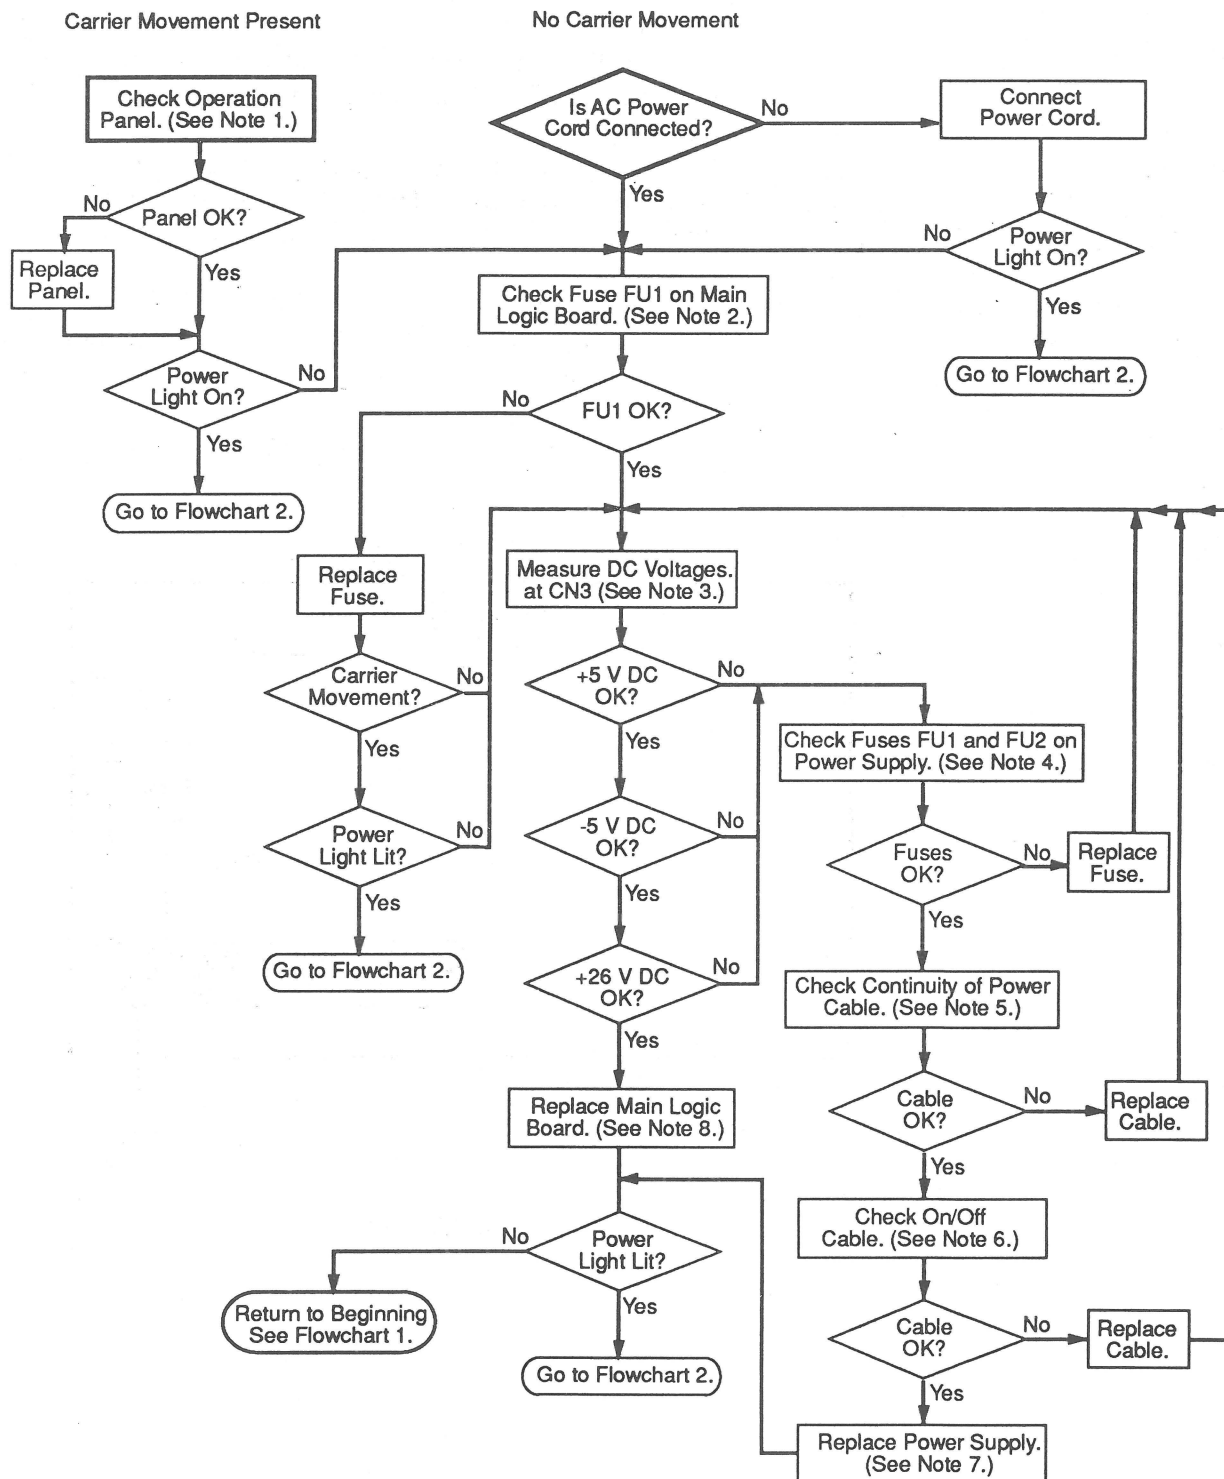 Carrier Movement Present
No Carrier Movement
Check Operation
Panel. (See Note 1.)
Is AC Power
Cord Connected?
No
Connect
Power Cord.
Yes
No
Panel OK?
No
Power
Light On?
Replace
Panel.
Yes
Check Fuse FU1 on Main
Logic Board. (See Note 2.)
Yes
Power
Light On?
No
Go to Flowchart 2.
No
FU1 OK?
Yes
Yes
Go to Flowchart 2.
Replace
Fuse.
Measure DC Voltages.
at CN3 (See Note 3.)
Carrier
Movement?
No
+5 V DC
OK?
No
Yes
Yes
Check Fuses FU1 and FU2 on
Power Supply. (See Note 4.)
Power
Light Lit?
No
-5 V DC
OK?
No
Fuses
OK?
No
Replace
Fuse.
Yes
Yes
Yes
Go to Flowchart 2.
+26 V DC
OK?
No
Check Continuity of Power
Cable. (See Note 5.)
Yes
Replace Main Logic
Board. (See Note 8.)
Cable
OK?
No
Replace
Cable.
Yes
Check On/Off
Cable. (See Note 6.)
No
Power
Light Lit?
Return to Beginning
See Flowchart 1.
Yes
Cable
OK?
No
Replace
Cable.
Go to Flowchart 2.
Yes
Replace Power Supply.
(See Note 7.)